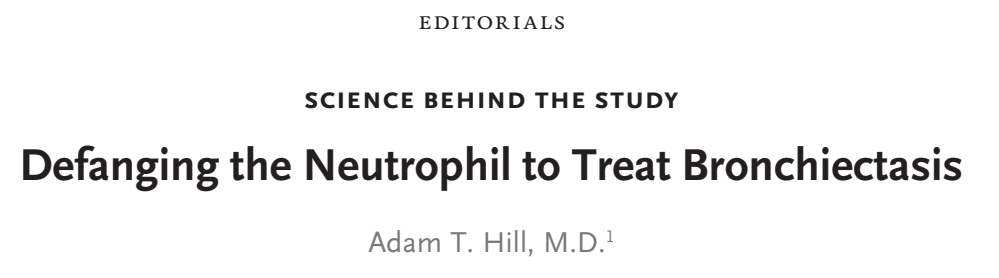 EDITORIALS
SCIENCE BEHIND THE STUDY
Defanging the Neutrophil to Treat Bronchiectasis
Adam T. Hill, M.D.¹